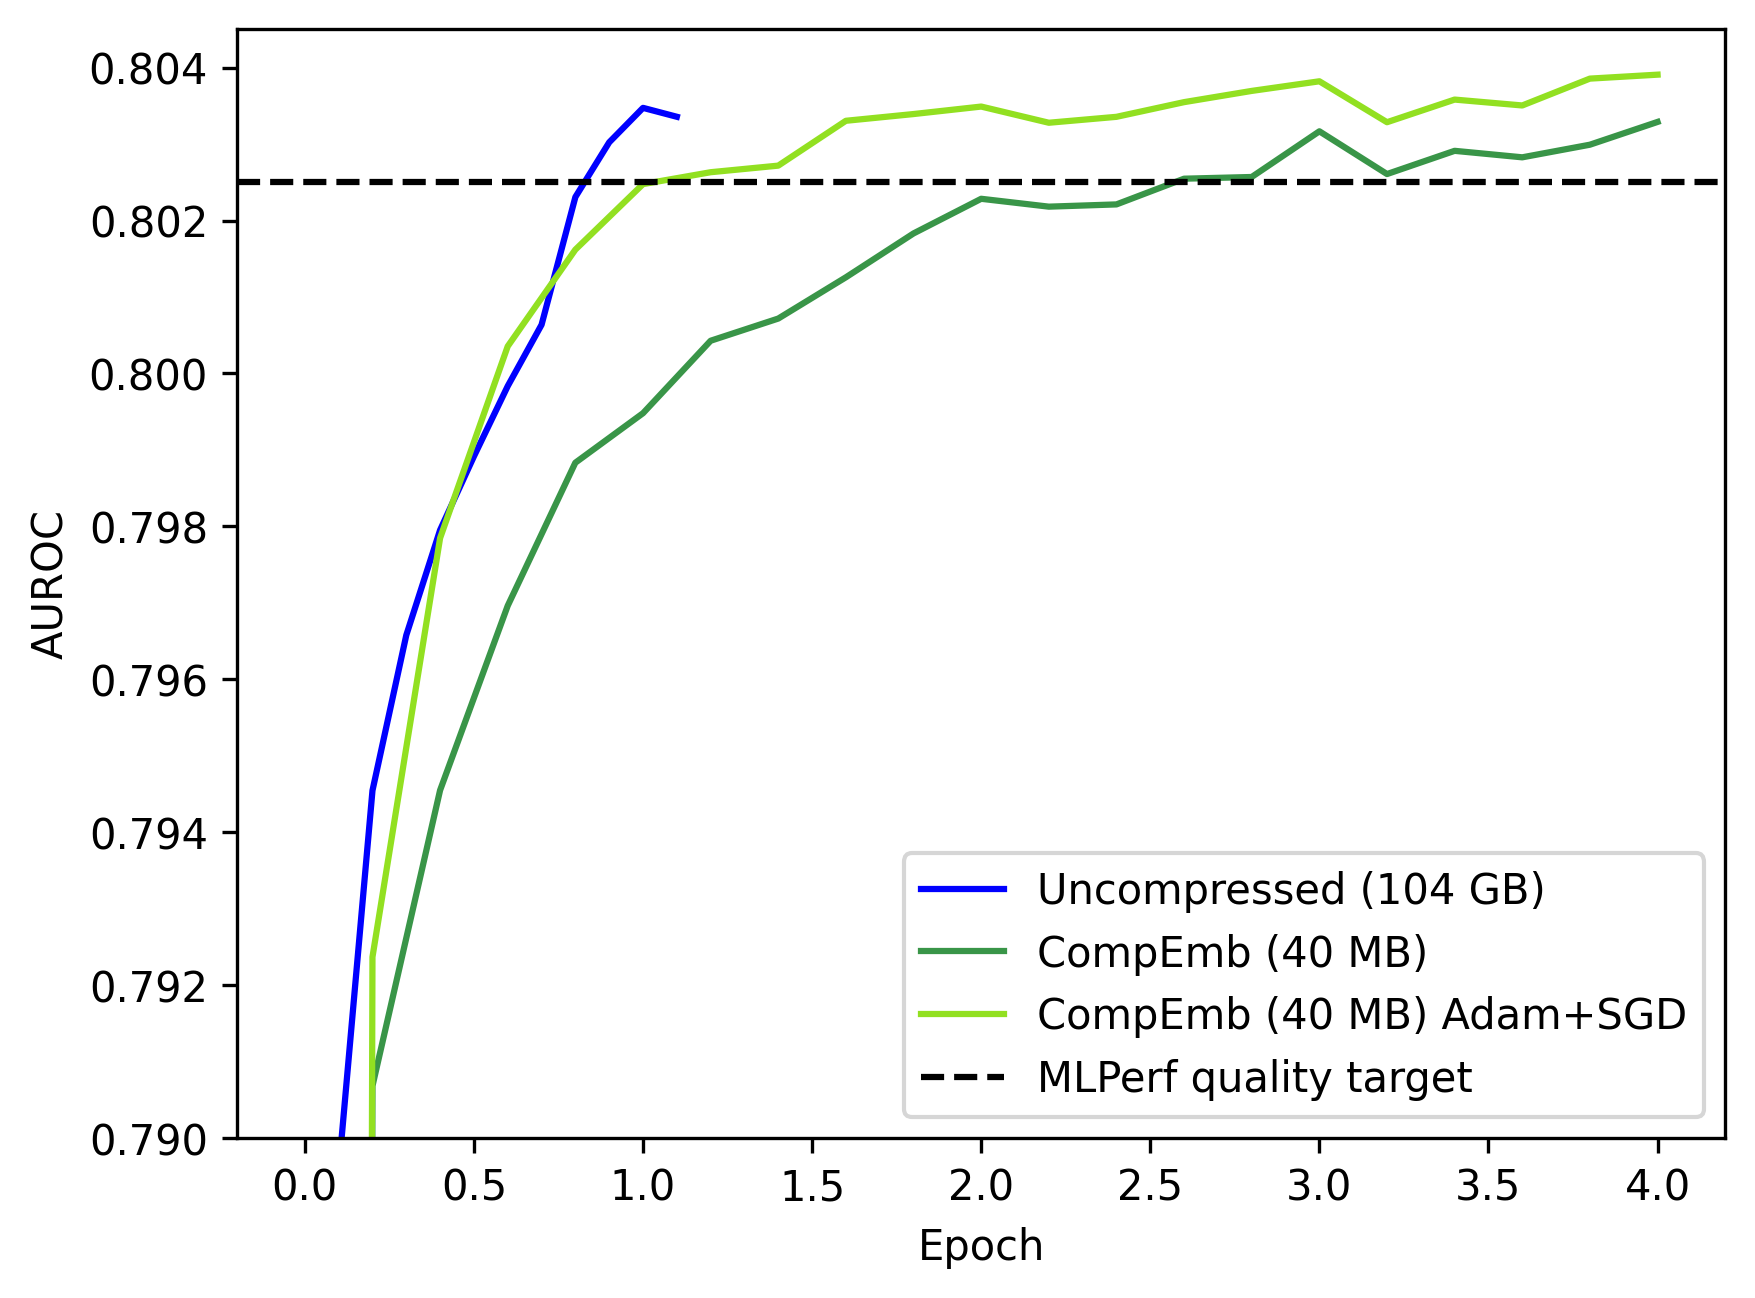 0.804
0.802
0.800
0.798
0.796
0.794
0.792
0.790
AUROC
Uncompressed (104 GB)
CompEmb (40 MB)
CompEmb (40 MB) Adam+SGD
MLPerf quality target
0.0 0.5 1.0 1.5 2.0 2.5 3.0 3.5 4.0
Epoch